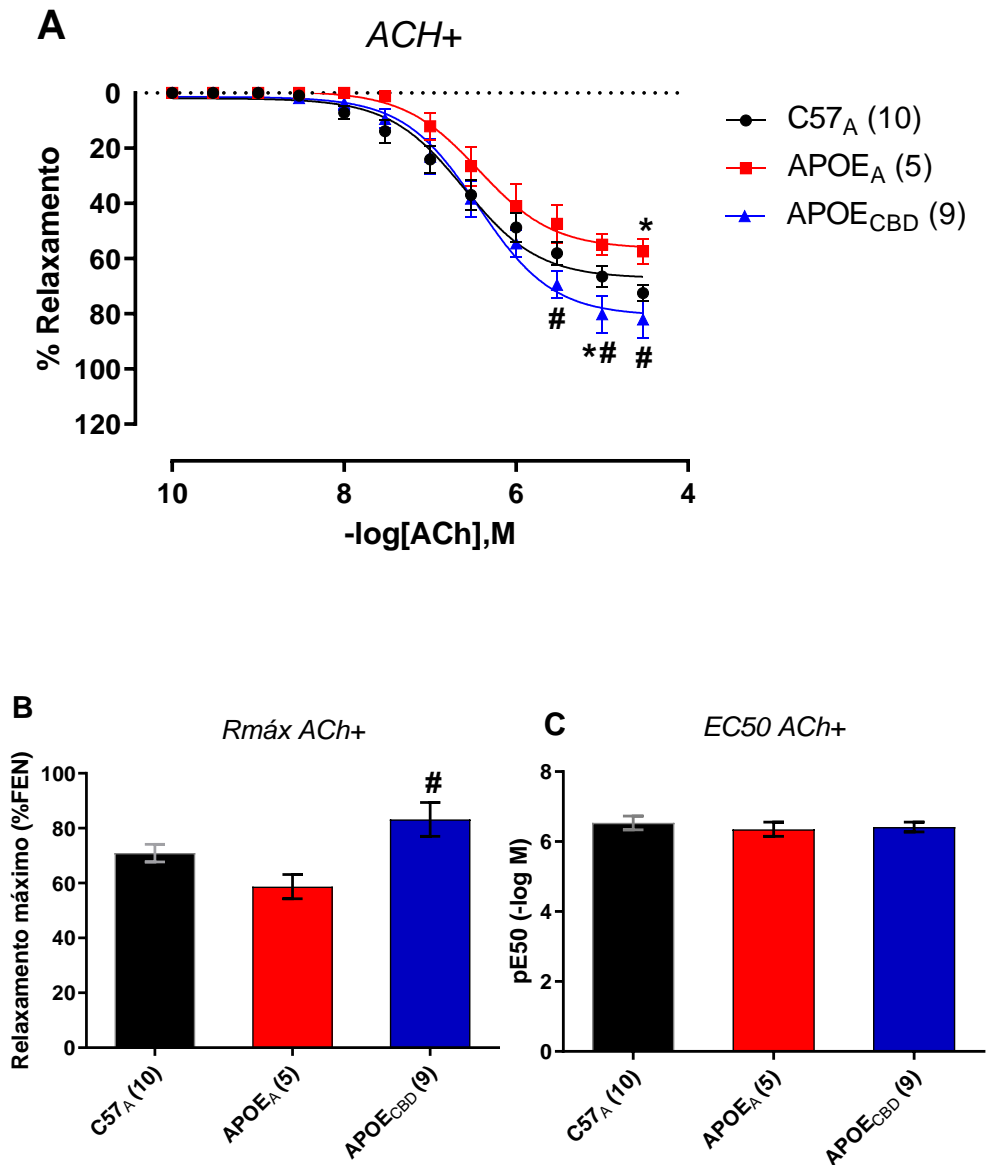 A
ACH+
0
20
40
60
80
100
120
% Relaxamento
*
#
*#
#
10
8
6
4
-log[ACh],M
C57A (10)
APOEA (5)
APOECBD (9)
B
Rmáx ACh+
100
80
60
40
20
0
Relaxamento máximo (%FEN)
#
C57A (10)
APOEA (5)
APOECBD (9)
C
EC50 ACh+
8
6
4
2
0
pE50 (-log M)
C57A (10)
APOEA (5)
APOECBD (9)